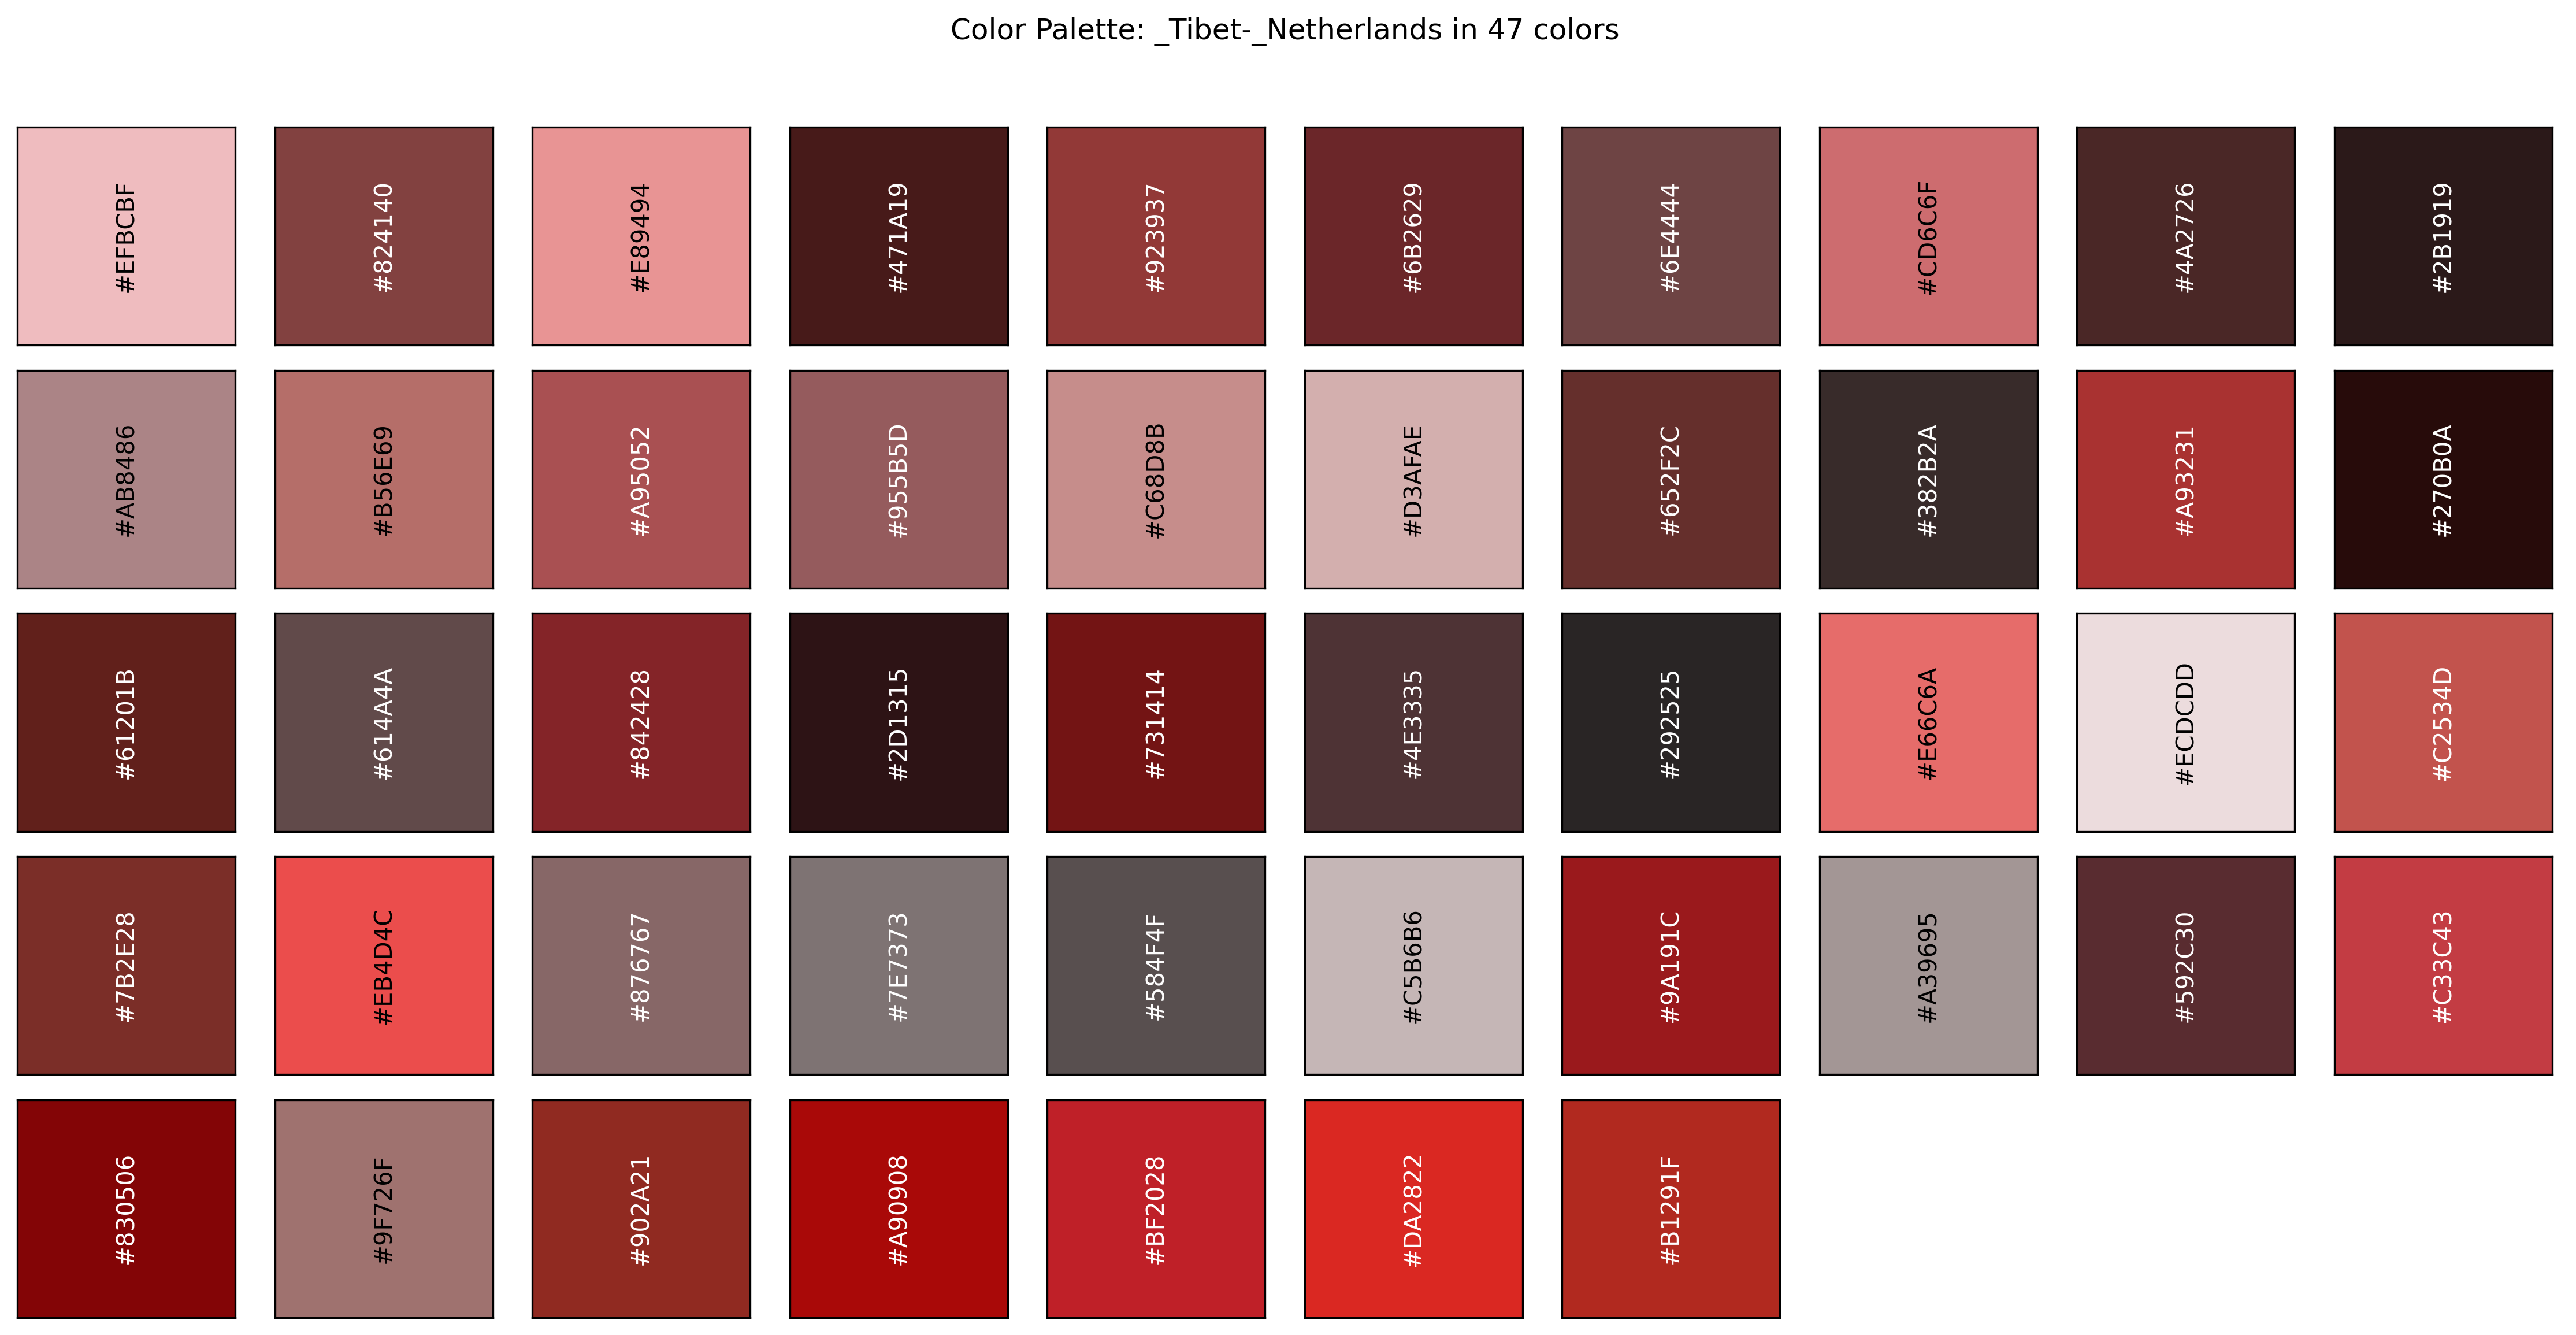 Color Palette: _Tibet-_Netherlands in 47 colors
#EFBCBF
#824140
#E89494
#471A19
#923937
#6B2629
#6E4444
#CD6C6F
#4A2726
#2B1919
#AB8486
#B56E69
#A95052
#955B5D
#C68D8B
#D3AFAE
#652F2C
#382B2A
#A93231
#270B0A
#61201B
#614A4A
#842428
#2D1315
#731414
#4E3335
#292525
#E66C6A
#ECDCDD
#C2534D
#7B2E28
#EB4D4C
#876767
#7E7373
#584F4F
#C5B6B6
#9A191C
#A39695
#592C30
#C33C43
#830506
#9F726F
#902A21
#A90908
#BF2028
#DA2822
#B1291F